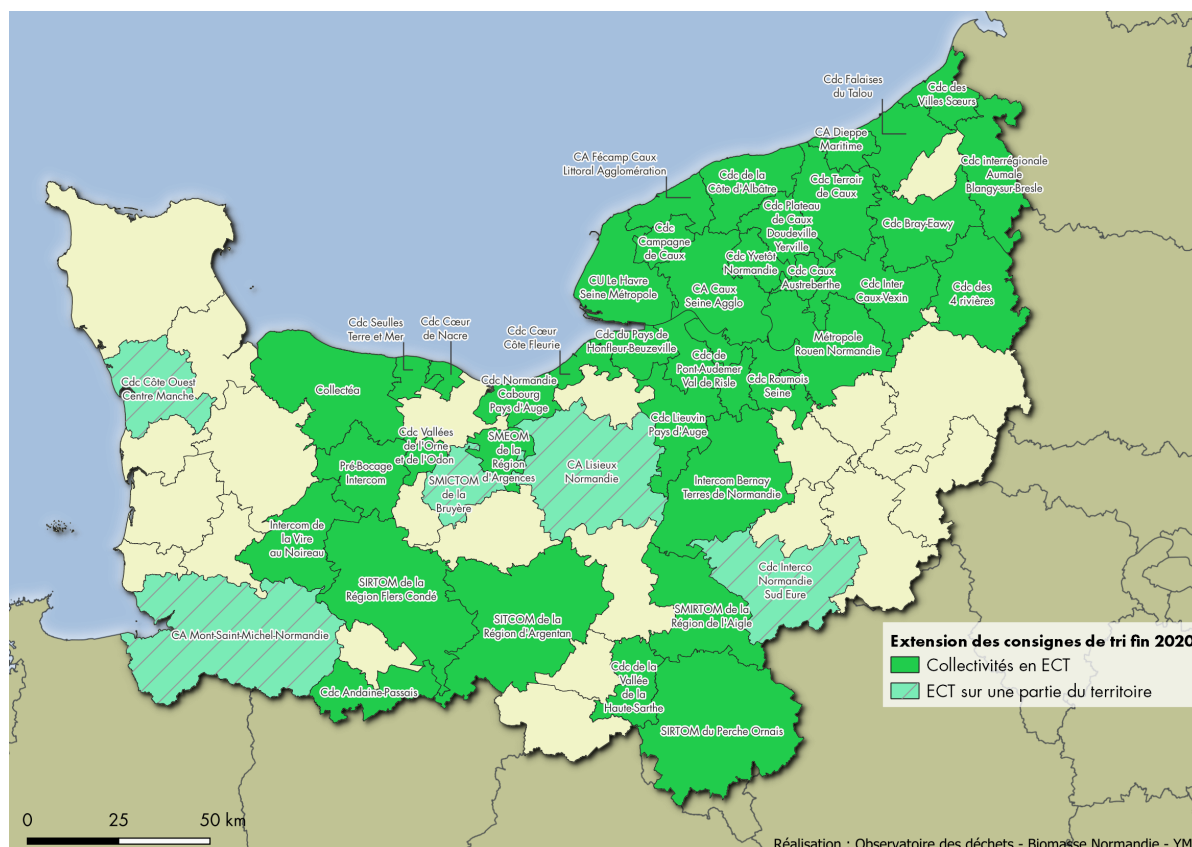 Cdc Falaises
du Talou
Cdc des
Villes Sœurs
CA Dieppe
Maritime
CA Fécamp Caux
Littoral Agglomération
Cdc de la
Côte d'Albâtre
Cdc Terroir
de Caux
Cdc interrégionale
Aumale
Blangy-sur-Bresle
Cdc Plateau
de Caux
Doudeville
Yerville
Cdc Bray-Eawy
Cdc
Campagne
de Caux
Cdc Yvetôt
Normandie
Cdc Caux
Austreberthe
CU Le Havre
Seine Métropole
CA Caux
Seine Agglo
Cdc Inter
Caux-Vexin
Cdc des
4 rivières
Cdc Seulles
Terre et Mer
Cdc Cœur
de Nacre
Cdc Cœur
Côte Fleurie
Cdc du Pays de
Honfleur-Beuzeville
Métropole
Rouen Normandie
Cdc de
Pont-Audemer
Val de Risle
Cdc Roumois
Seine
Cdc Côte Ouest
Centre Manche
Collectéa
Cdc Normandie
Cabourg
Pays d'Auge
Cdc Lieuvin
Pays d'Auge
Cdc Vallées
de l'Orne
et de l'Odon
SMEOM
de la
Région
d'Argences
CA Lisieux
Normandie
Pré-Bocage
Intercom
SMICTOM
de la
Bruyère
Intercom Bernay
Terres de Normandie
Intercom de
la Vire
au Noireau
Cdc Interco
Normandie
Sud Eure
SIRTOM de la
Région Flers Condé
SITCOM de la
Région d'Argentan
SMIRTOM de la
Région de l'Aigle
CA Mont-Saint-Michel-Normandie
Cdc Andaine-Passais
Cdc de la
Vallée
de la
Haute-Sarthe
SIRTOM du Perche Ornais
Extension des consignes de tri fin 2020
Collectivités en ECT
ECT sur une partie du territoire
0 25 50 km
Réalisation : Observatoire des déchets - Biomasse Normandie - YM